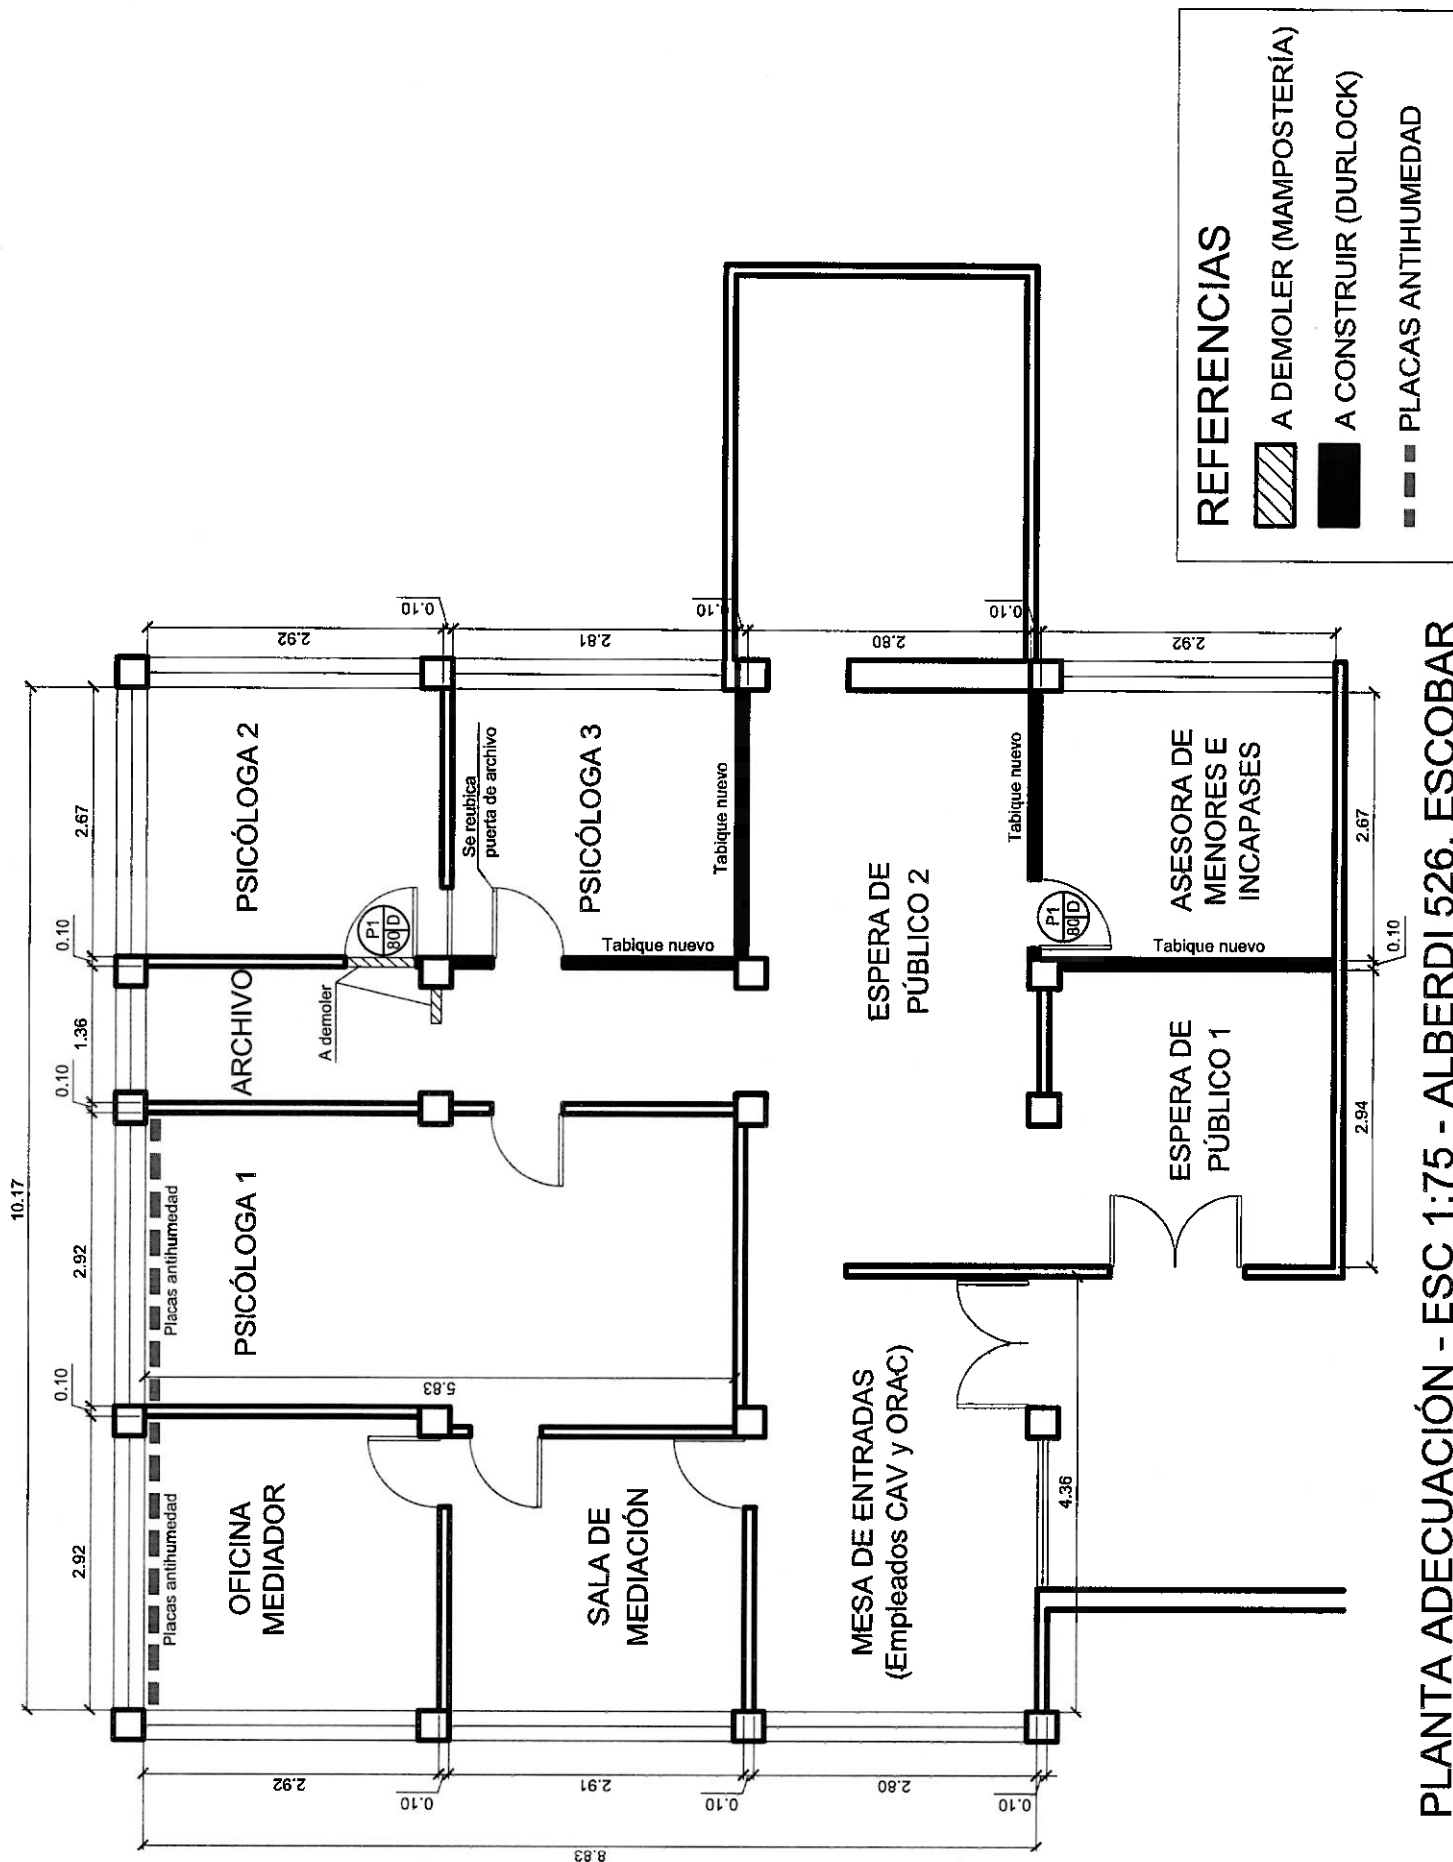 10.17
2.92
0.10
2.92
0.10
1.36
0.10
2.67
Placas antihumedad
Placas antihumedad
OFICINA
MEDIADOR
PSICÓLOGA 1
ARCHIVO
A demoler
PSICÓLOGA 2
P1
80
D
Se reubica
puerta de archivo
PSICÓLOGA 3
Tabique nuevo
Tabique nuevo
5.83
SALA DE
MEDIACIÓN
MESA DE ENTRADAS
(Empleados CAV y ORAC)
ESPERA DE
PÚBLICO 2
Tabique nuevo
P1
80
D
ESPERA DE
PÚBLICO 1
ASESORA DE
MENORES E
INCAPASES
Tabique nuevo
4.36
2.94
0.10
2.67
2.92
0.10
2.91
0.10
2.80
0.10
8.83
2.92
0.10
2.81
0.10
2.80
0.10
2.92
REFERENCIAS
A DEMOLER (MAMPOSTERÍA)
A CONSTRUIR (DURLOCK)
PLACAS ANTIHUMEDAD
PLANTA ADECUACIÓN - ESC 1:75 - ALBERDI 526, ESCOBAR